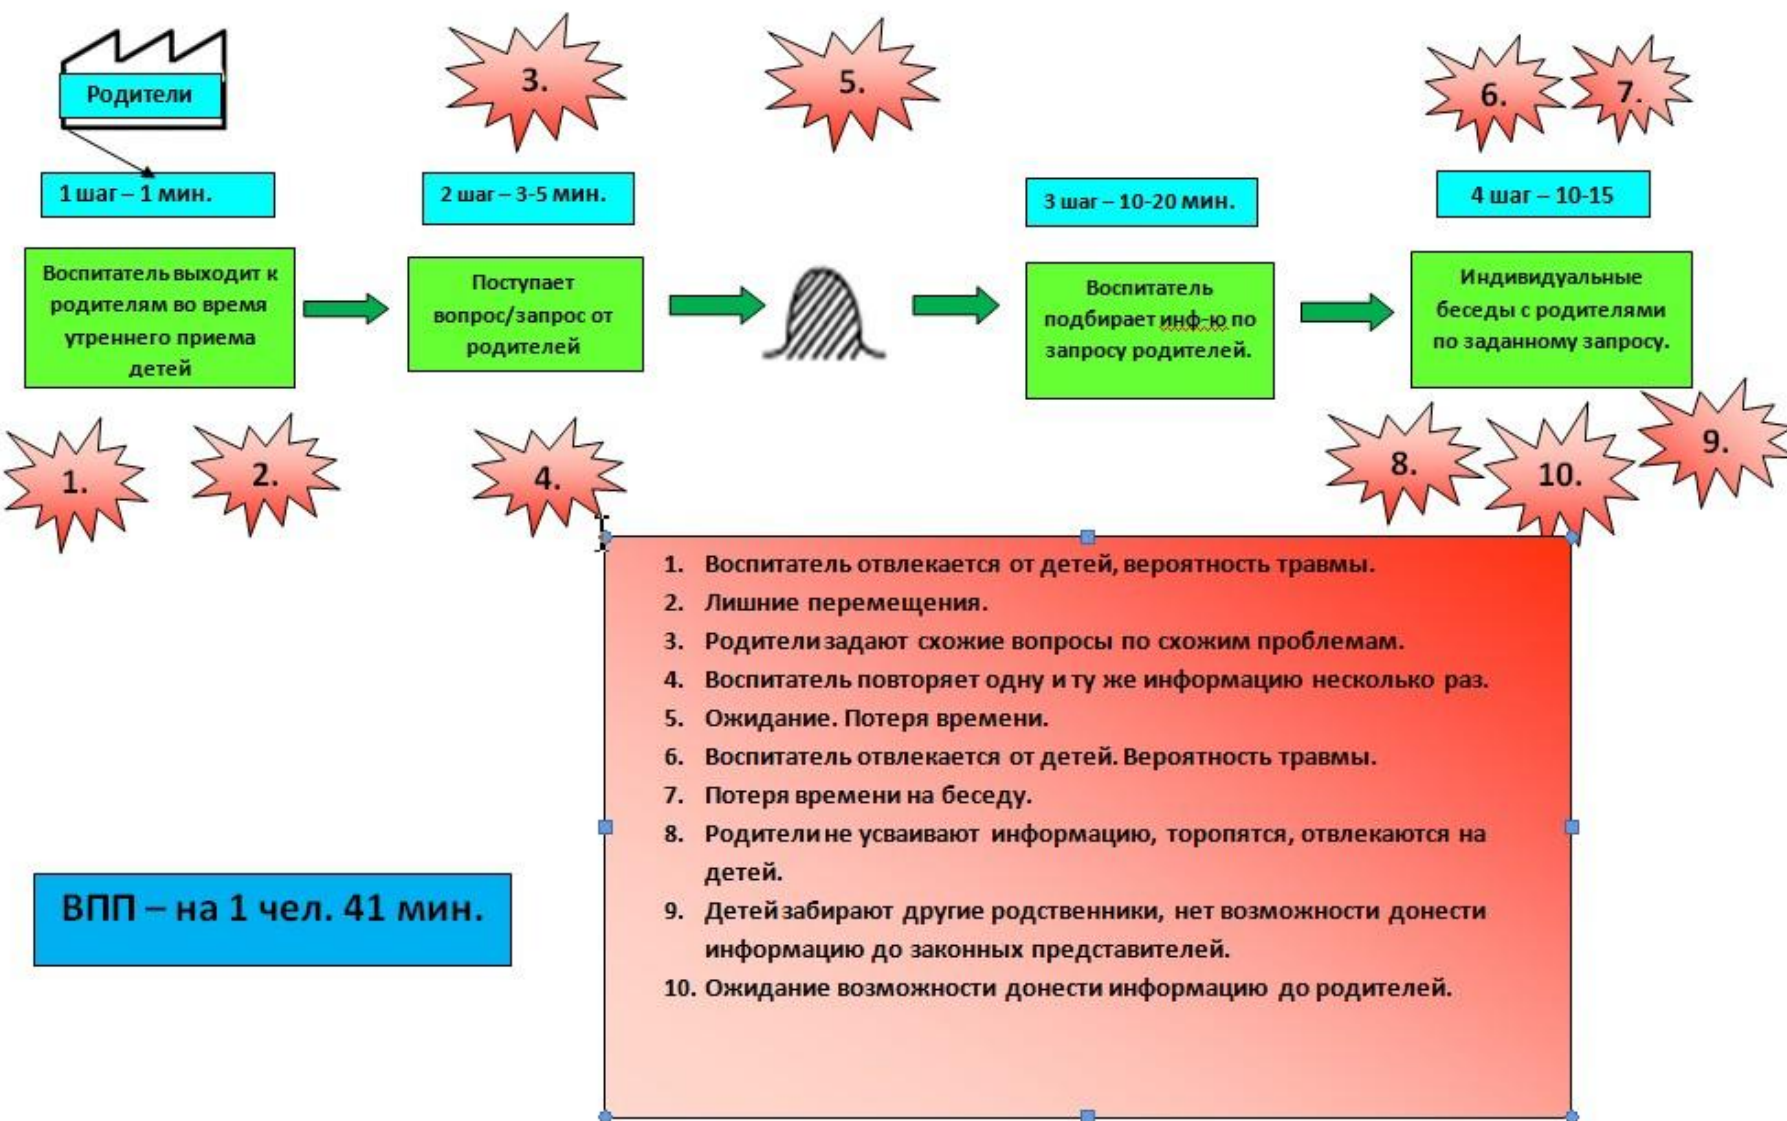 Родители
3.
5.
6.
7.
1 шаг – 1 мин.
2 шаг – 3-5 мин.
3 шаг – 10-20 мин.
4 шаг – 10-15
Воспитатель выходит к
родителям во время
утреннего приема
детей
Поступает
вопрос/запрос от
родителей
Воспитатель
подбирает инф-ю по
запросу родителей.
Индивидуальные
беседы с родителями
по заданному запросу.
1.
2.
4.
8.
10.
9.
1. Воспитатель отвлекается от детей, вероятность травмы.
2. Лишние перемещения.
3. Родители задают схожие вопросы по схожим проблемам.
4. Воспитатель повторяет одну и ту же информацию несколько раз.
5. Ожидание. Потеря времени.
6. Воспитатель отвлекается от детей. Вероятность травмы.
7. Потеря времени на беседу.
8. Родители не усваивают информацию, торопятся, отвлекаются на
детей.
9. Детей забирают другие родственники, нет возможности донести
информацию до законных представителей.
10. Ожидание возможности донести информацию до родителей.
ВПП – на 1 чел. 41 мин.